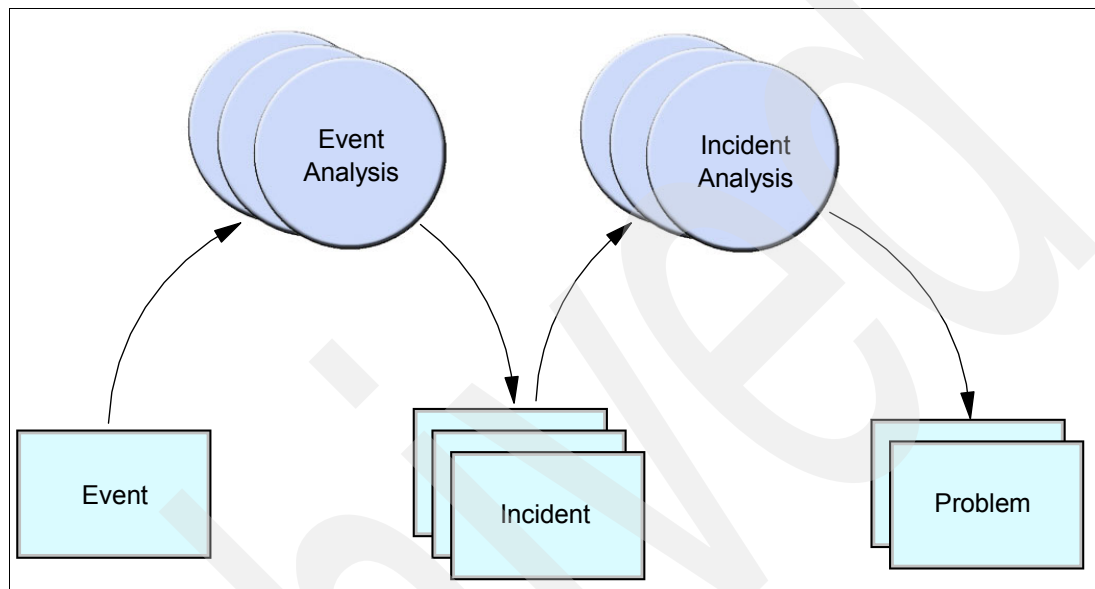 Event
Analysis
Incident
Analysis
Event
Incident
Problem